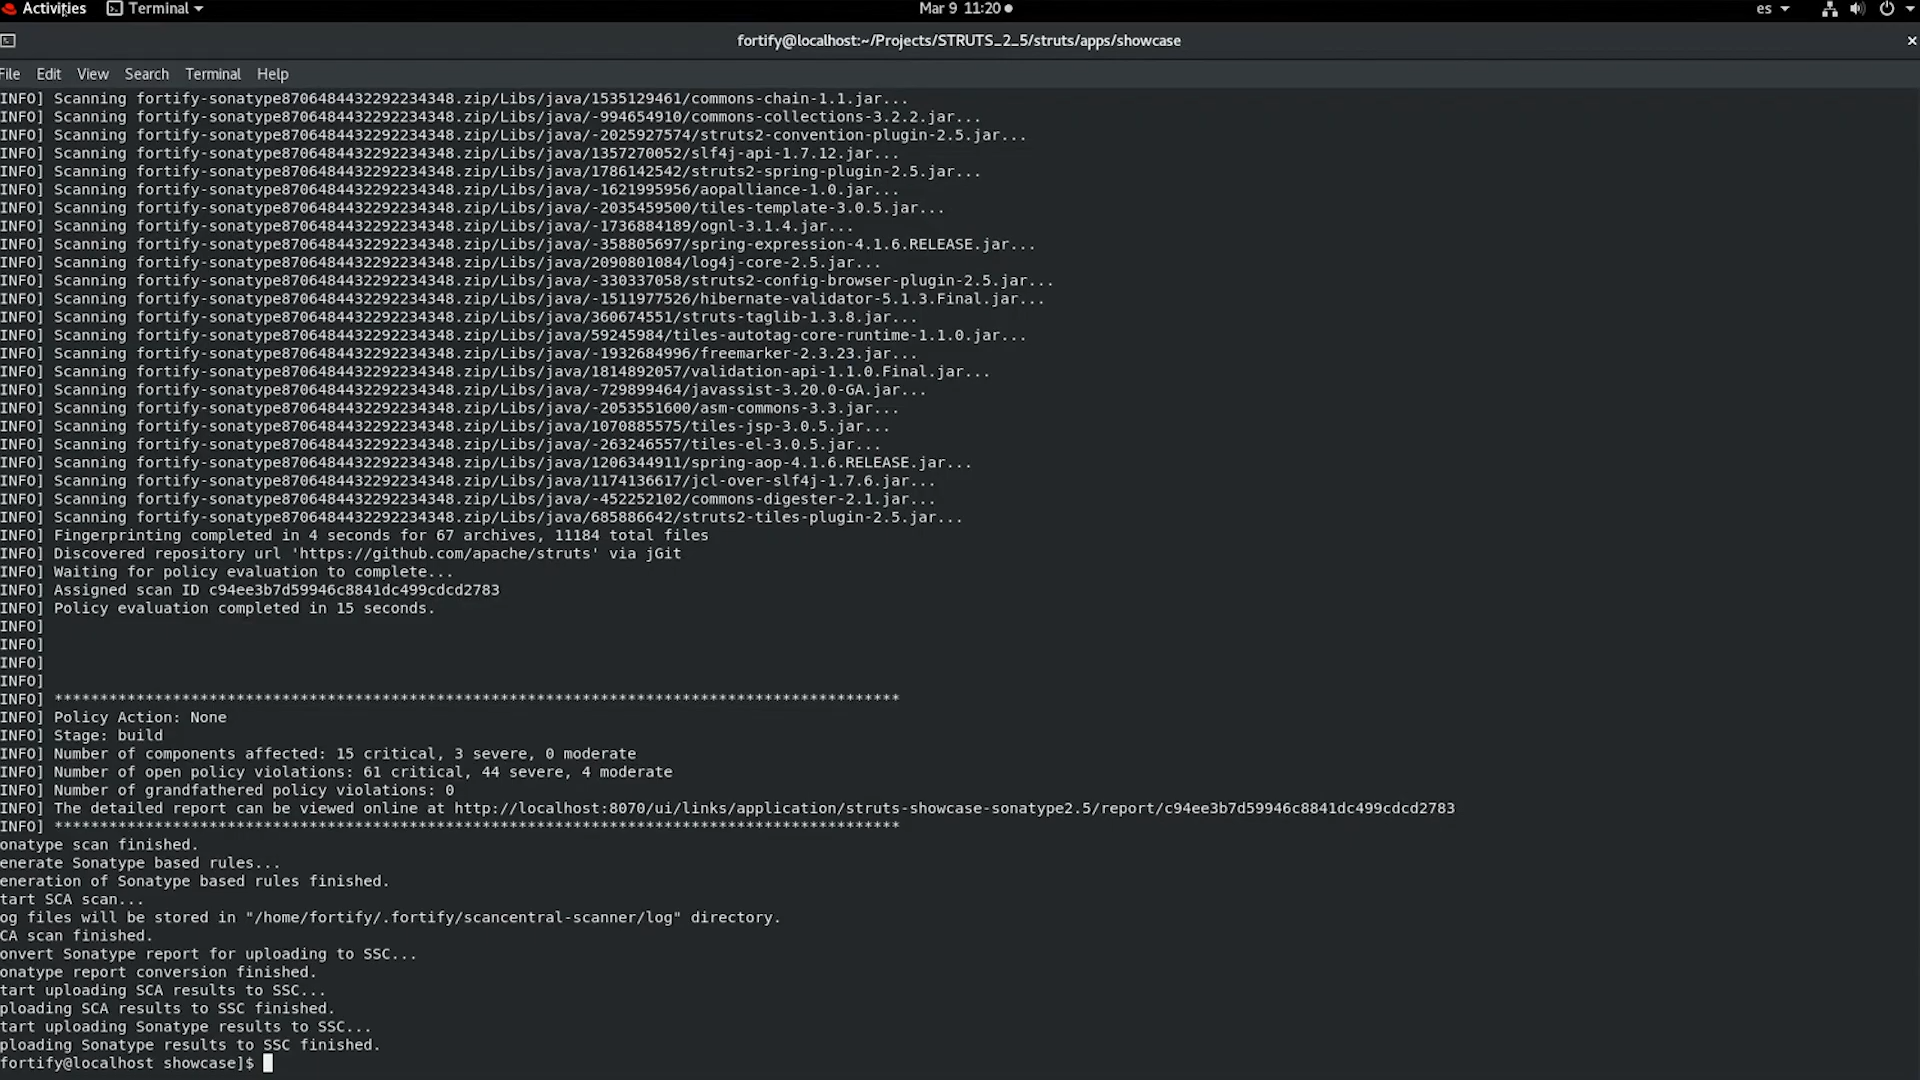 Activities Terminal Mar 9 11:20 es
fortify@localhost:~/Projects/STRUTS_2_5/struts/apps/showcase
File Edit View Search Terminal Help
INFO] Scanning fortify-sonatype8706484432292234348.zip/Libs/java/1535129461/commons-chain-1.1.jar...
INFO] Scanning fortify-sonatype8706484432292234348.zip/Libs/java/-994654910/commons-collections-3.2.2.jar...
INFO] Scanning fortify-sonatype8706484432292234348.zip/Libs/java/-2025927574/struts2-convention-plugin-2.5.jar...
INFO] Scanning fortify-sonatype8706484432292234348.zip/Libs/java/1357270052/slf4j-api-1.7.12.jar...
INFO] Scanning fortify-sonatype8706484432292234348.zip/Libs/java/1786142542/struts2-spring-plugin-2.5.jar...
INFO] Scanning fortify-sonatype8706484432292234348.zip/Libs/java/-1621995956/aopalliance-1.0.jar...
INFO] Scanning fortify-sonatype8706484432292234348.zip/Libs/java/-2035459500/tiles-template-3.0.5.jar...
INFO] Scanning fortify-sonatype8706484432292234348.zip/Libs/java/-1736884189/ognl-3.1.4.jar...
INFO] Scanning fortify-sonatype8706484432292234348.zip/Libs/java/-358805697/spring-expression-4.1.6.RELEASE.jar...
INFO] Scanning fortify-sonatype8706484432292234348.zip/Libs/java/2090801084/log4j-core-2.5.jar...
INFO] Scanning fortify-sonatype8706484432292234348.zip/Libs/java/-330337058/struts2-config-browser-plugin-2.5.jar...
INFO] Scanning fortify-sonatype8706484432292234348.zip/Libs/java/-1511977526/hibernate-validator-5.1.3.Final.jar...
INFO] Scanning fortify-sonatype8706484432292234348.zip/Libs/java/360674551/struts-taglib-1.3.8.jar...
INFO] Scanning fortify-sonatype8706484432292234348.zip/Libs/java/59245984/tiles-autotag-core-runtime-1.1.0.jar...
INFO] Scanning fortify-sonatype8706484432292234348.zip/Libs/java/-1932684996/freemarker-2.3.23.jar...
INFO] Scanning fortify-sonatype8706484432292234348.zip/Libs/java/1814892057/validation-api-1.1.0.Final.jar...
INFO] Scanning fortify-sonatype8706484432292234348.zip/Libs/java/-729899464/javassist-3.20.0-GA.jar...
INFO] Scanning fortify-sonatype8706484432292234348.zip/Libs/java/-2053551600/asm-commons-3.3.jar...
INFO] Scanning fortify-sonatype8706484432292234348.zip/Libs/java/1070885575/tiles-jsp-3.0.5.jar...
INFO] Scanning fortify-sonatype8706484432292234348.zip/Libs/java/-263246557/tiles-el-3.0.5.jar...
INFO] Scanning fortify-sonatype8706484432292234348.zip/Libs/java/1206344911/spring-aop-4.1.6.RELEASE.jar...
INFO] Scanning fortify-sonatype8706484432292234348.zip/Libs/java/1174136617/jcl-over-slf4j-1.7.6.jar...
INFO] Scanning fortify-sonatype8706484432292234348.zip/Libs/java/-452252102/commons-digester-2.1.jar...
INFO] Scanning fortify-sonatype8706484432292234348.zip/Libs/java/685886642/struts2-tiles-plugin-2.5.jar...
INFO] Fingerprinting completed in 4 seconds for 67 archives, 11184 total files
INFO] Discovered repository url 'https://github.com/apache/struts' via jGit
INFO] Waiting for policy evaluation to complete...
INFO] Assigned scan ID c94ee3b7d59946c8841dc499cdcd2783
INFO] Policy evaluation completed in 15 seconds.
INFO]
INFO]
INFO]
INFO]
INFO] *********************************************************************************************
INFO] Policy Action: None
INFO] Stage: build
INFO] Number of components affected: 15 critical, 3 severe, 0 moderate
INFO] Number of open policy violations: 61 critical, 44 severe, 4 moderate
INFO] Number of grandfathered policy violations: 0
INFO] The detailed report can be viewed online at http://localhost:8070/ui/links/application/struts-showcase-sonatype2.5/report/c94ee3b7d59946c8841dc499cdcd2783
INFO] *********************************************************************************************
onatype scan finished.
enerate Sonatype based rules...
eneration of Sonatype based rules finished.
tart SCA scan...
og files will be stored in "/home/fortify/.fortify/scancentral-scanner/log" directory.
CA scan finished.
onvert Sonatype report for uploading to SSC...
onatype report conversion finished.
tart uploading SCA results to SSC...
ploading SCA results to SSC finished.
tart uploading Sonatype results to SSC...
ploading Sonatype results to SSC finished.
fortify@localhost showcase]$